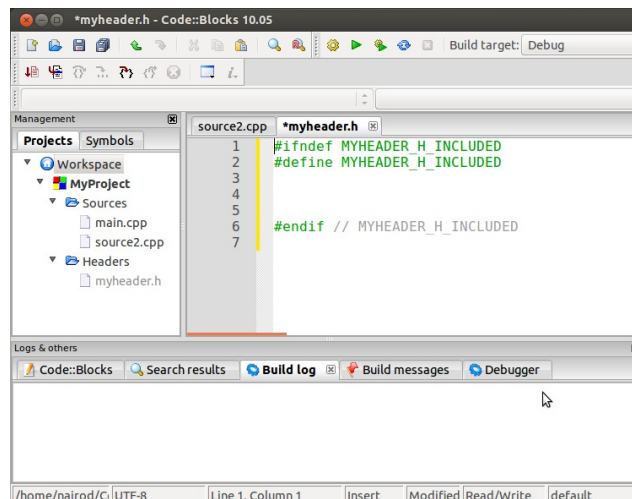 *myheader.h - Code::Blocks 10.05
Build target: Debug
Management
Projects Symbols
Workspace
MyProject
Sources
main.cpp
source2.cpp
Headers
myheader.h
source2.cpp *myheader.h
1 #ifndef MYHEADER_H_INCLUDED
2 #define MYHEADER_H_INCLUDED
3
4
5
6 #endif // MYHEADER_H_INCLUDED
7
Logs & others
Code::Blocks Search results Build log Build messages Debugger
/home/nairod/C UTF-8 Line 1, Column 1 Insert Modified Read/Write default